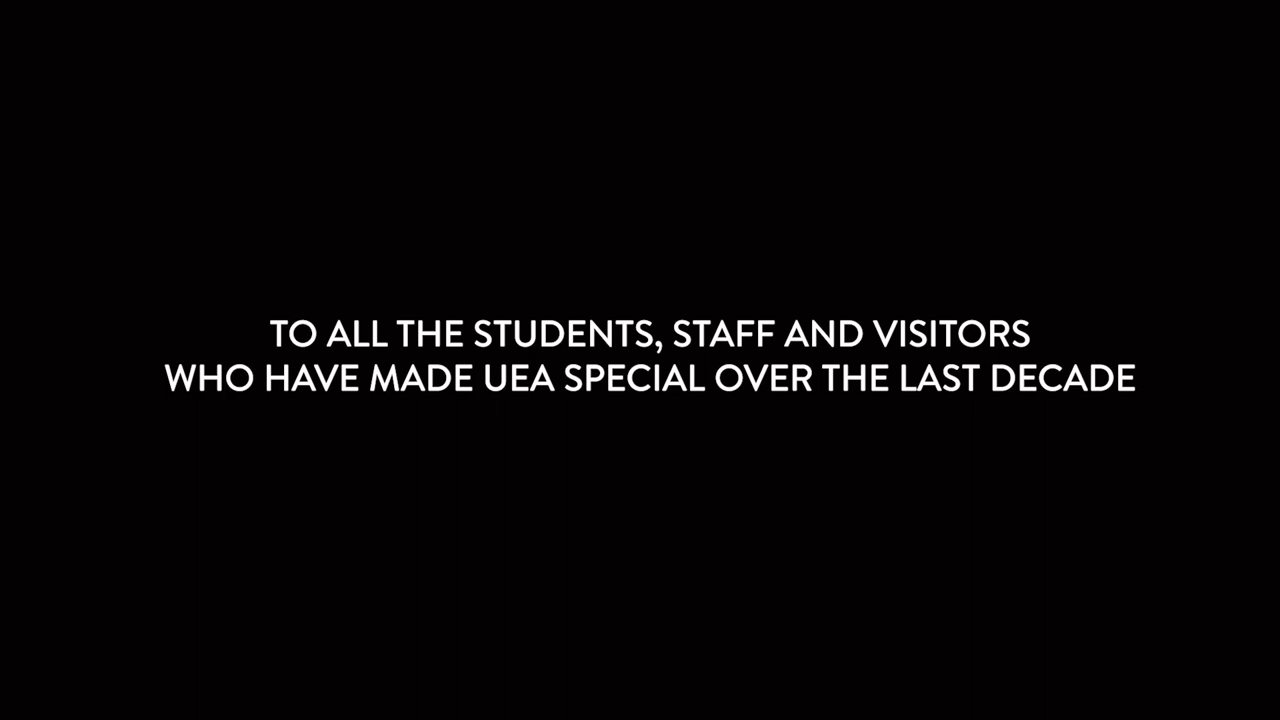 TO ALL THE STUDENTS, STAFF AND VISITORS
WHO HAVE MADE UEA SPECIAL OVER THE LAST DECADE